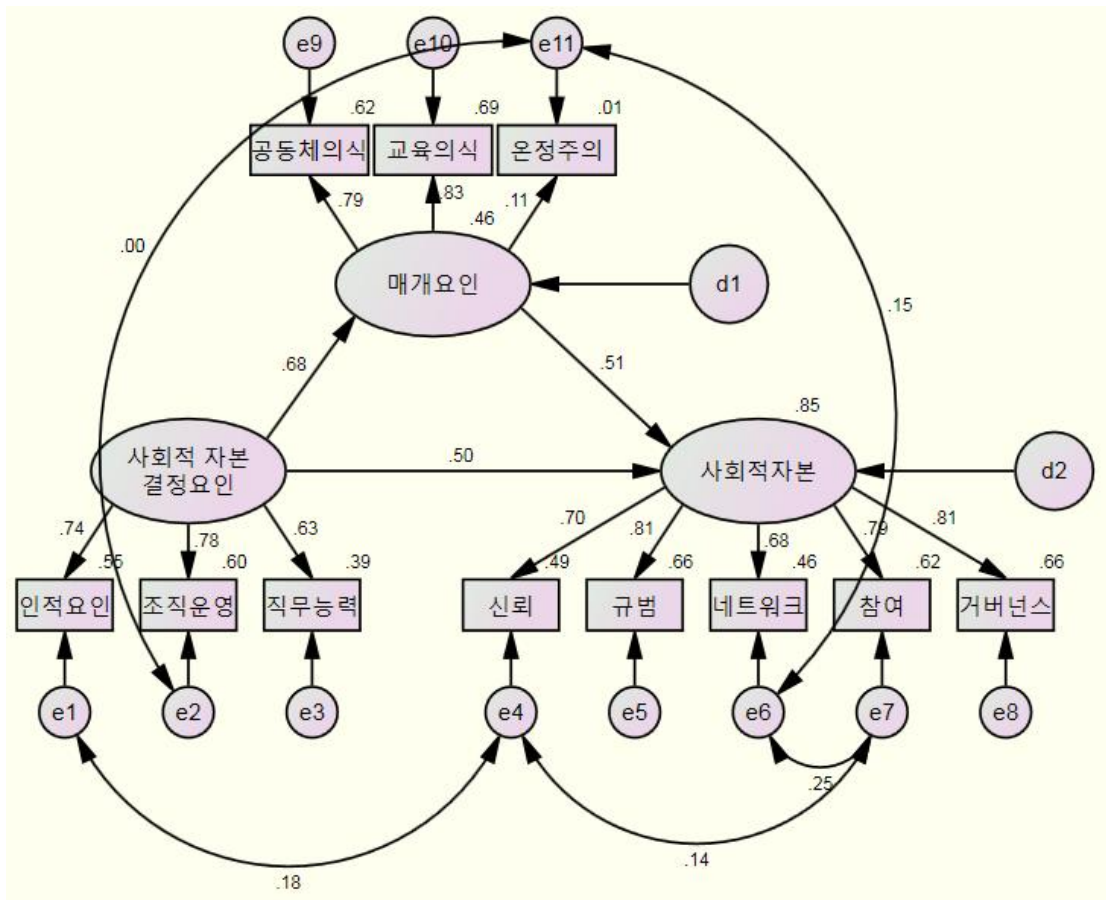 e9 e10 e11
.62 .69 .01
공동체의식 교육의식 온정주의
.79 .83 .11
.46
.00
매개요인 d1
.15
.68 .51
.85
사회적 자본
결정요인
.50
사회적자본 d2
.74 .78 .63 .70 .81 .68 .79 .81
.55 .60 .39 .49 .66 .46 .62 .66
인적요인 조직운영 직무능력 신뢰 규범 네트워크 참여 거버넌스
e1 e2 e3 e4 e5 e6 e7 e8
.25
.14
.18